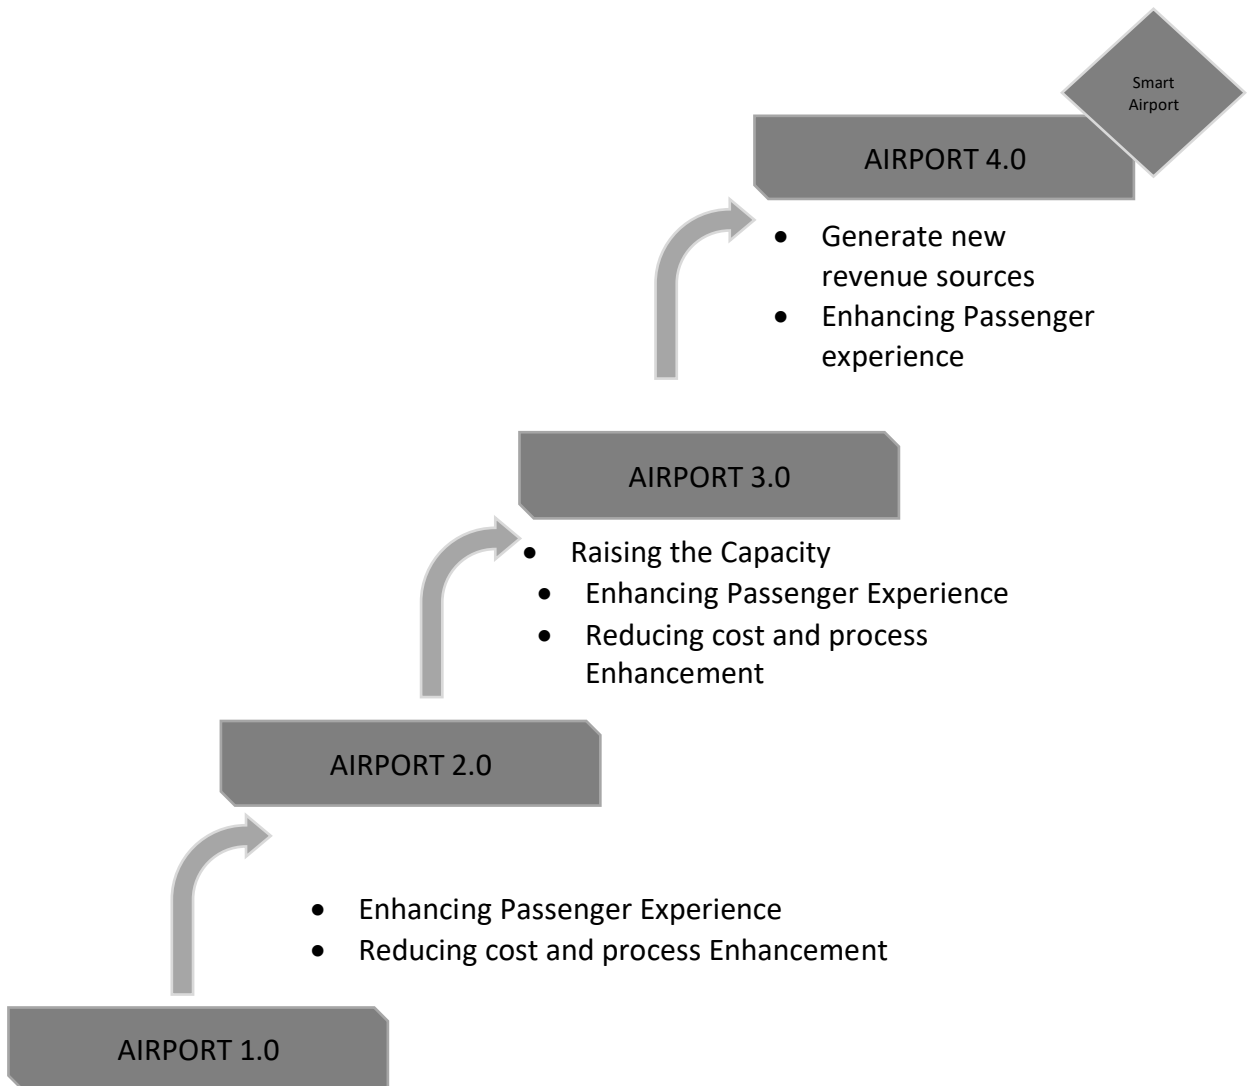 Smart
Airport
AIRPORT 4.0
• Generate new
revenue sources
• Enhancing Passenger
experience
AIRPORT 3.0
• Raising the Capacity
• Enhancing Passenger Experience
• Reducing cost and process
Enhancement
AIRPORT 2.0
• Enhancing Passenger Experience
• Reducing cost and process Enhancement
AIRPORT 1.0